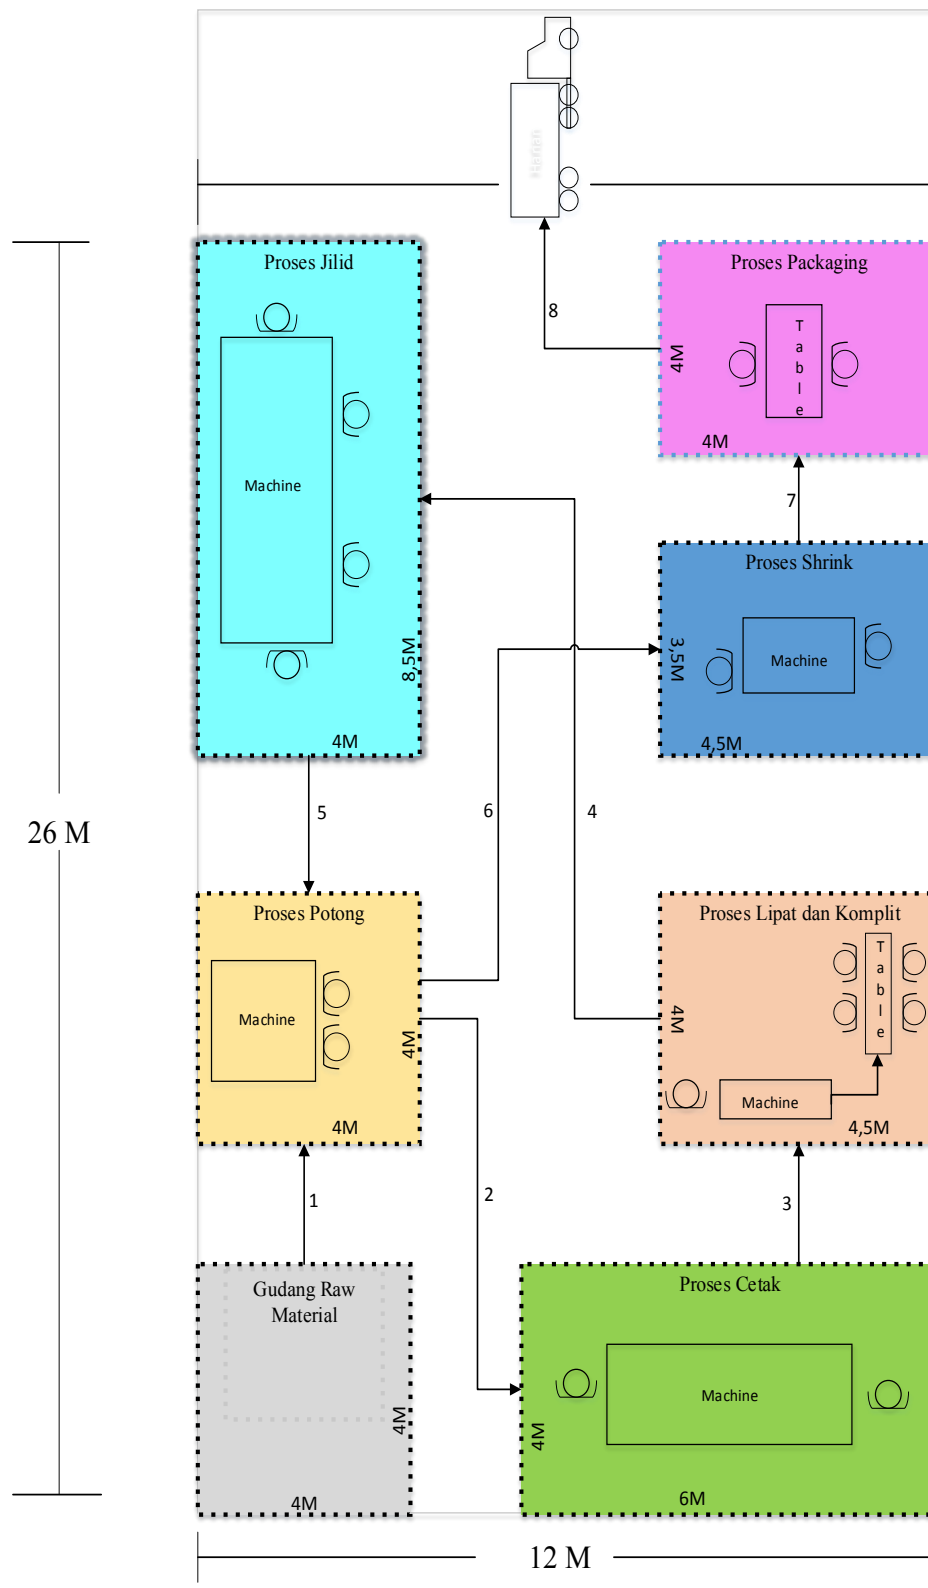 Proses Jilid
Machine
8,5M
4M
8
Proses Packaging
Table
4M
4M
7
Proses Shrink
Machine
3,5M
4,5M
26 M
5
6
4
Proses Potong
Machine
4M
4M
Proses Lipat dan Komplit
Table
4M
Machine
4,5M
1
2
3
Gudang Raw
Material
4M
4M
Proses Cetak
Machine
4M
6M
12 M